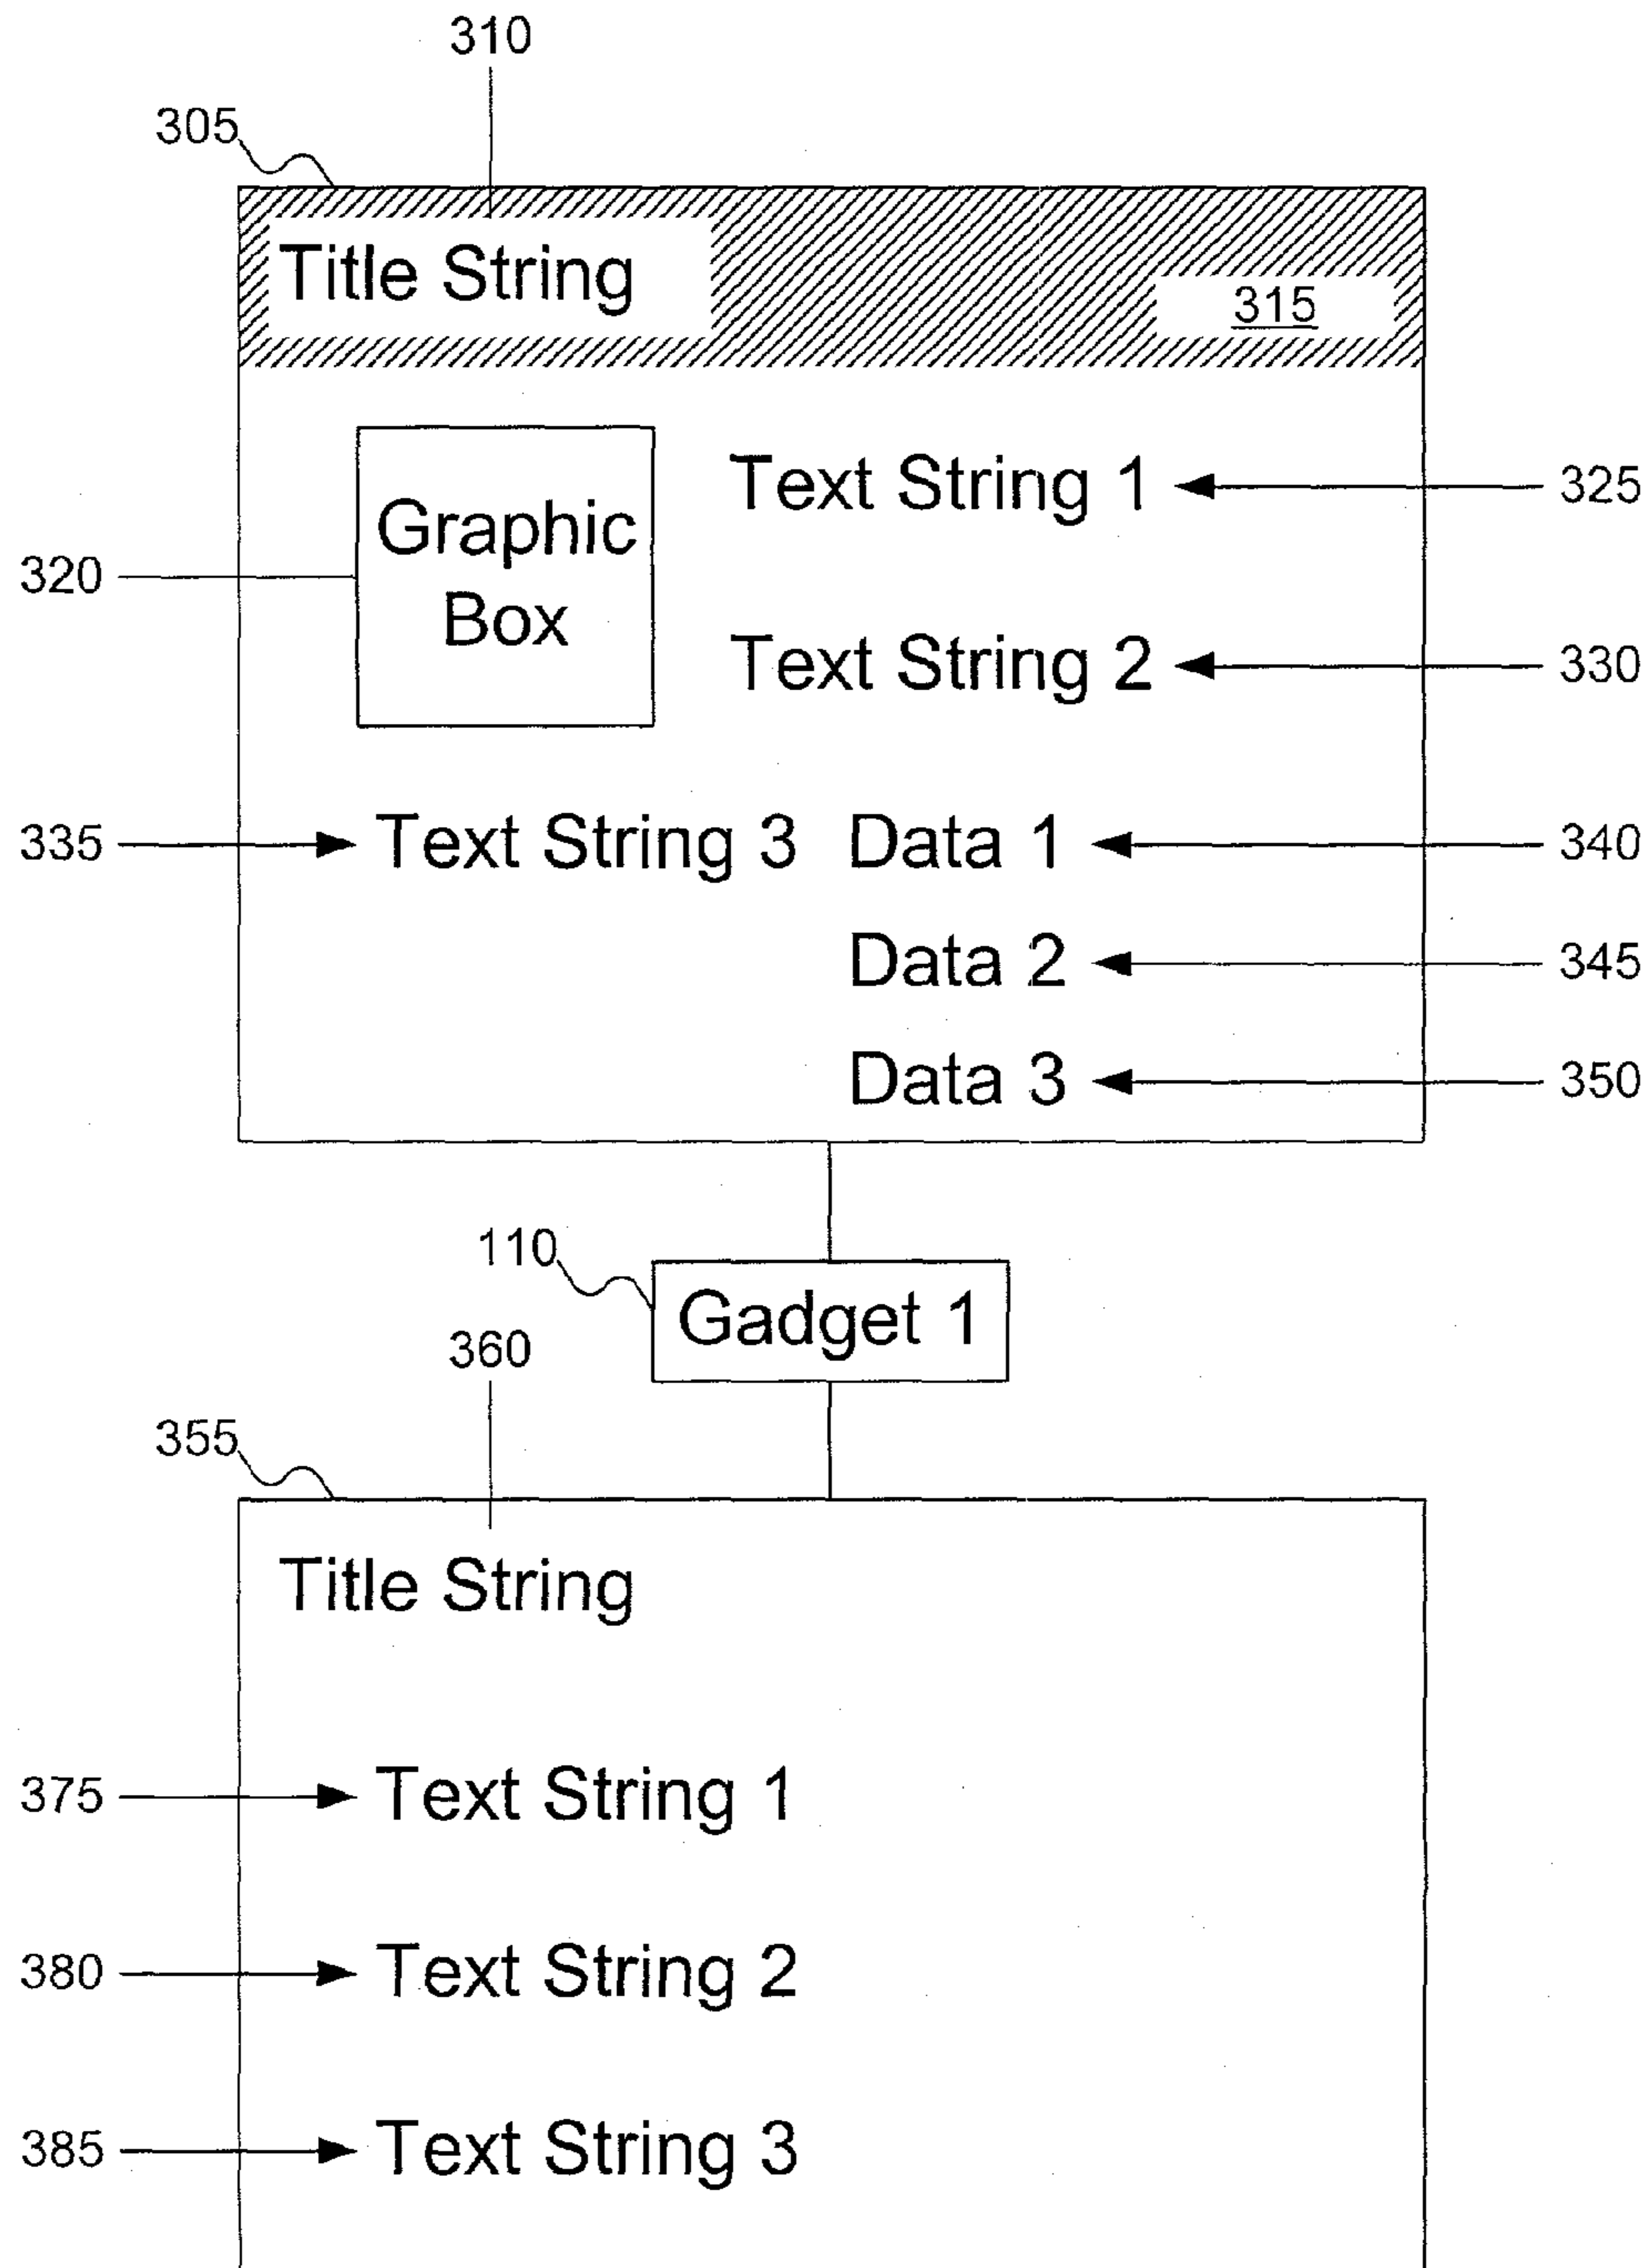 310
305
Title String
315
Graphic
Box
Text String 1
325
320
Text String 2
330
335
Text String 3
Data 1
340
Data 2
345
Data 3
350
110
Gadget 1
360
355
Title String
375
Text String 1
380
Text String 2
385
Text String 3